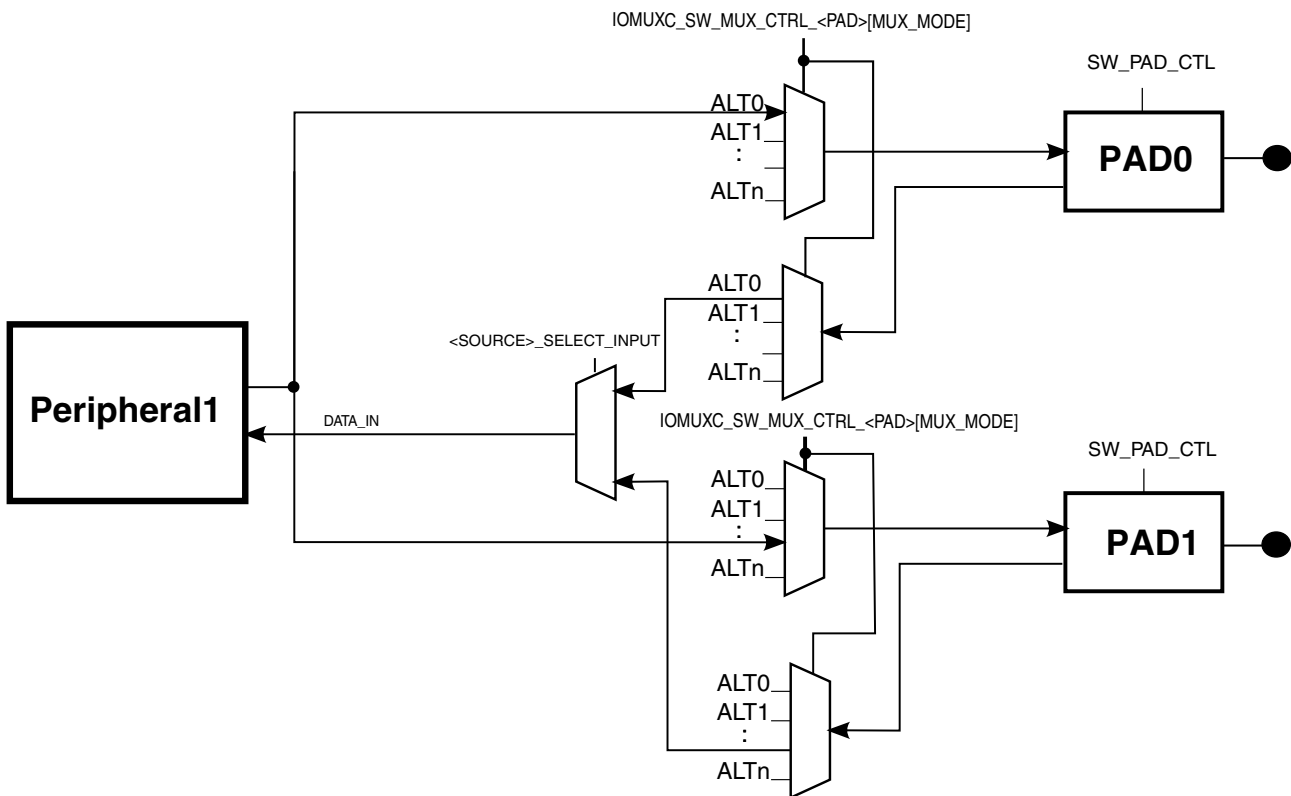 IOMUXC_SW_MUX_CTRL_<PAD>[MUX_MODE]
SW_PAD_CTL
ALT0
ALT1
:
ALTn
PAD0
ALT0
ALT1
:
ALTn
<SOURCE>_SELECT_INPUT
Peripheral1
DATA_IN
IOMUXC_SW_MUX_CTRL_<PAD>[MUX_MODE]
SW_PAD_CTL
ALT0
ALT1
:
ALTn
PAD1
ALT0
ALT1
:
ALTn